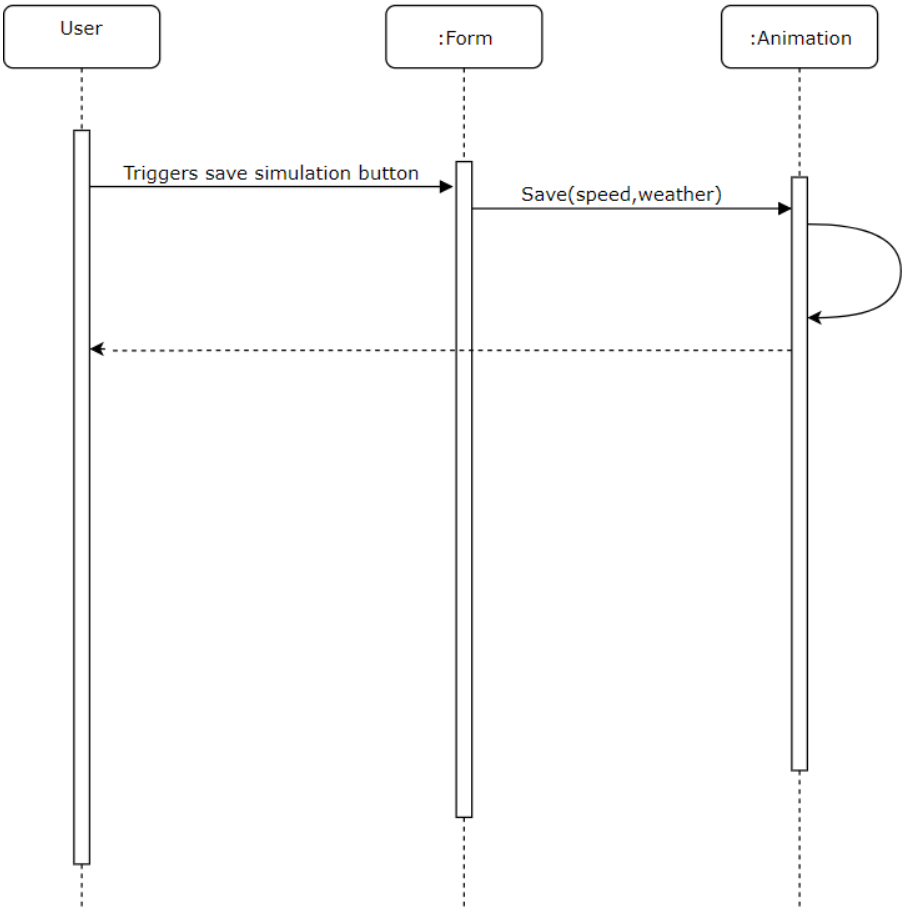 User
:Form
:Animation
Triggers save simulation button
Save(speed,weather)